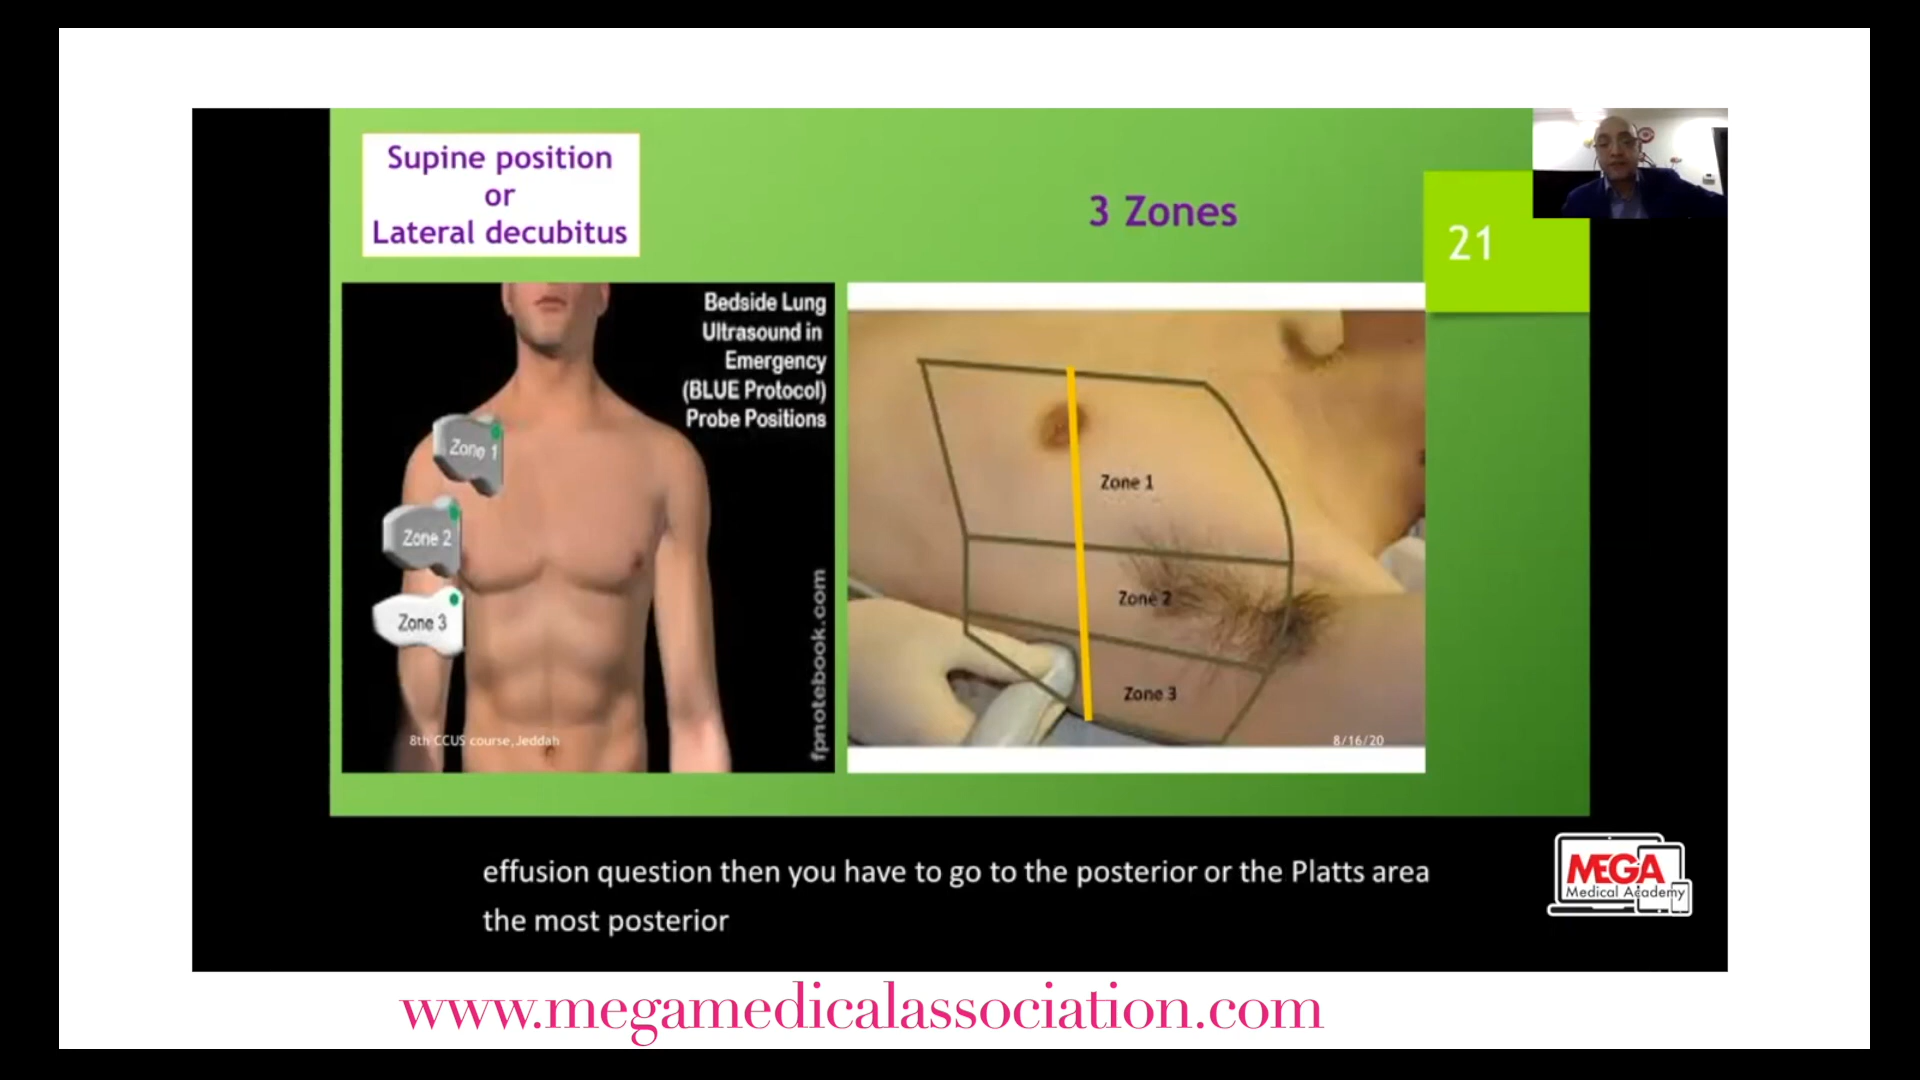 Supine position
or
Lateral decubitus
3 Zones
21
Bedside Lung
Ultrasound in
Emergency
(BLUE Protocol)
Probe Positions
Zone 1
Zone 2
Zone 3
fpnotebook.com
8th CCUS course, Jeddah
Zone 1
Zone 2
Zone 3
8/16/20
effusion question then you have to go to the posterior or the Platts area
the most posterior
MEGA
Medical Academy
www.megamedicalassociation.com